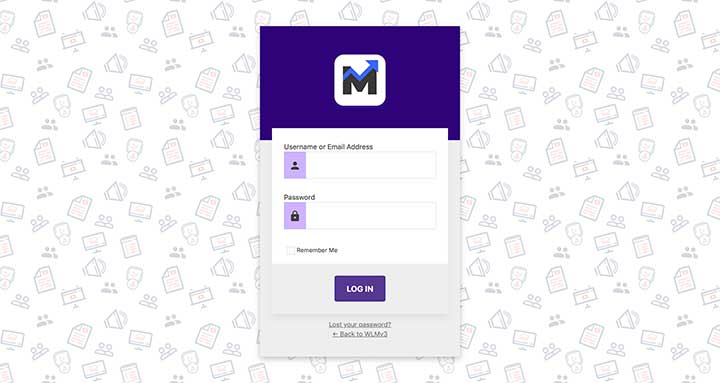 M
Username or Email Address
Password
Remember Me
LOG IN
Lost your password?
← Back to WLMv3